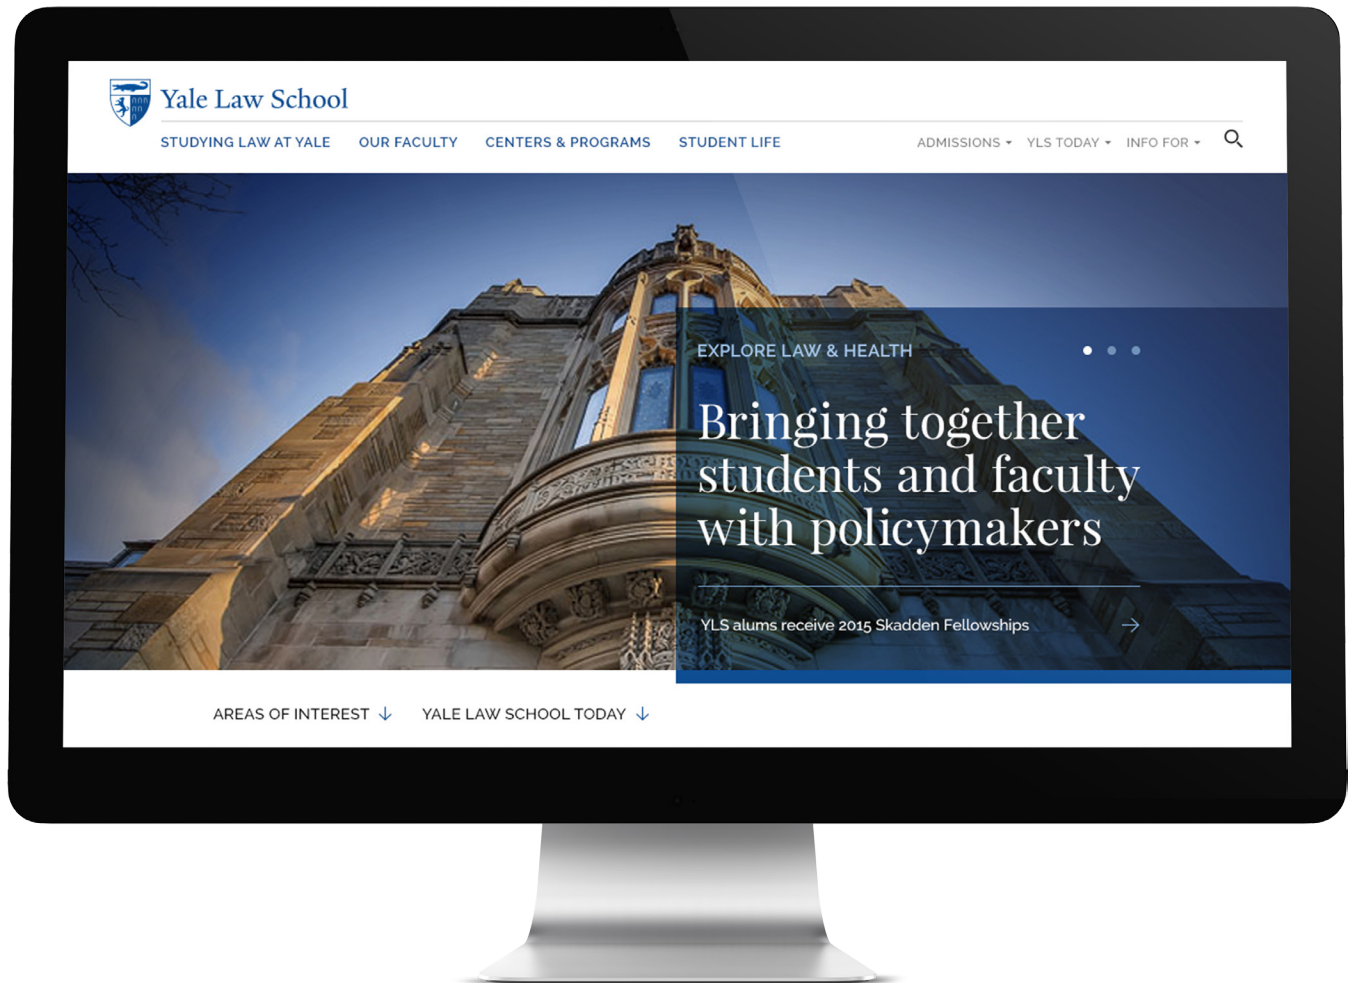 Yale Law School
STUDYING LAW AT YALE OUR FACULTY CENTERS & PROGRAMS STUDENT LIFE ADMISSIONS YLS TODAY INFO FOR
EXPLORE LAW & HEALTH
Bringing together
students and faculty
with policymakers
YLS alums receive 2015 Skadden Fellowships
AREAS OF INTEREST YALE LAW SCHOOL TODAY